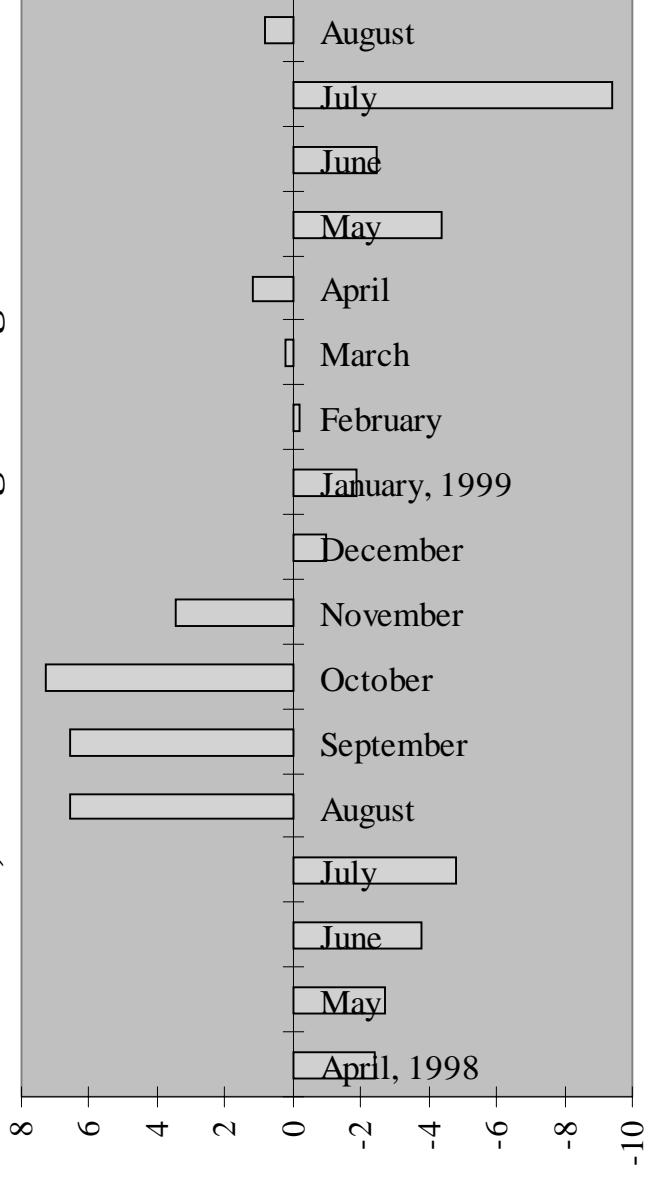 August
July
June
May
April
March
February
January, 1999
December
November
October
September
August
July
June
May
April, 1998
8
6
4
2
0
-2
-4
-6
-8
-10